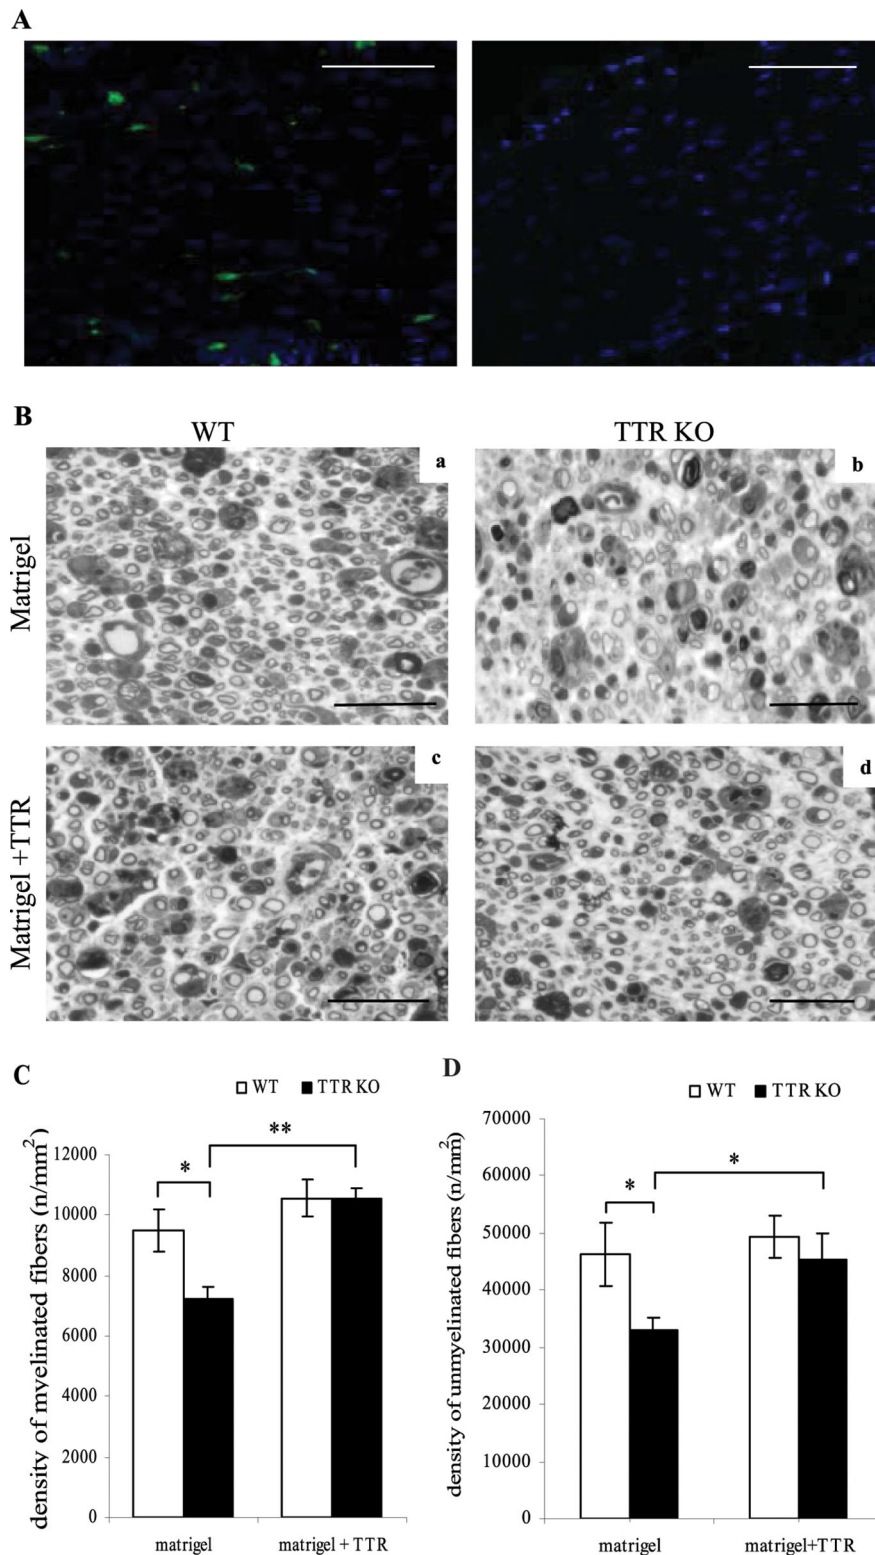 A
B
WT
TTR KO
Matrigel
a
b
Matrigel +TTR
c
d
C
WT
TTR KO
density of myelinated fibers (n/mm²)
12000
10000
8000
6000
4000
2000
0
*
**
matrigel
matrigel + TTR
D
WT
TTR KO
density of unmyelinated fibers (n/mm²)
70000
60000
50000
40000
30000
20000
10000
0
*
*
matrigel
matrigel+TTR